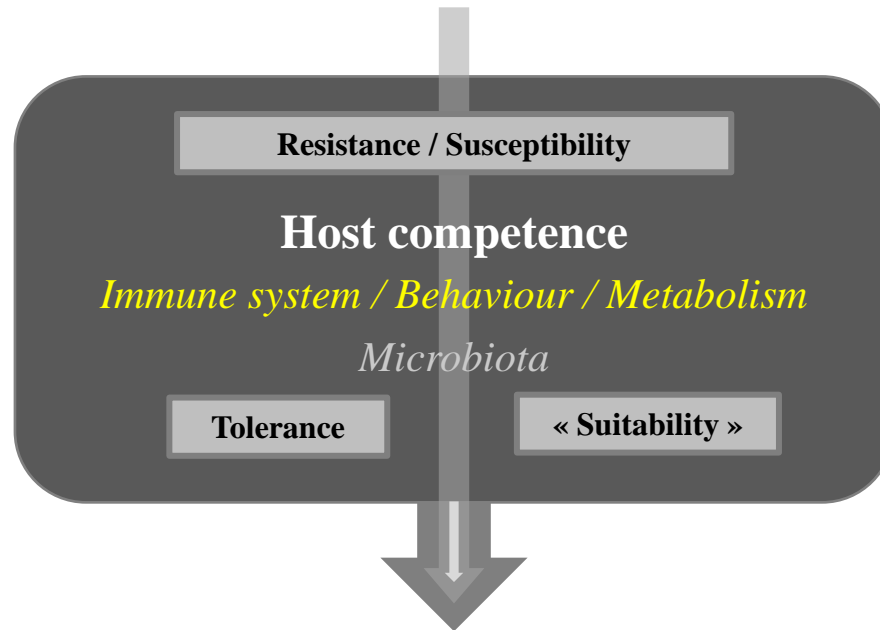 Resistance / Susceptibility
Host competence
Immune system / Behaviour / Metabolism
Microbiota
Tolerance
« Suitability »